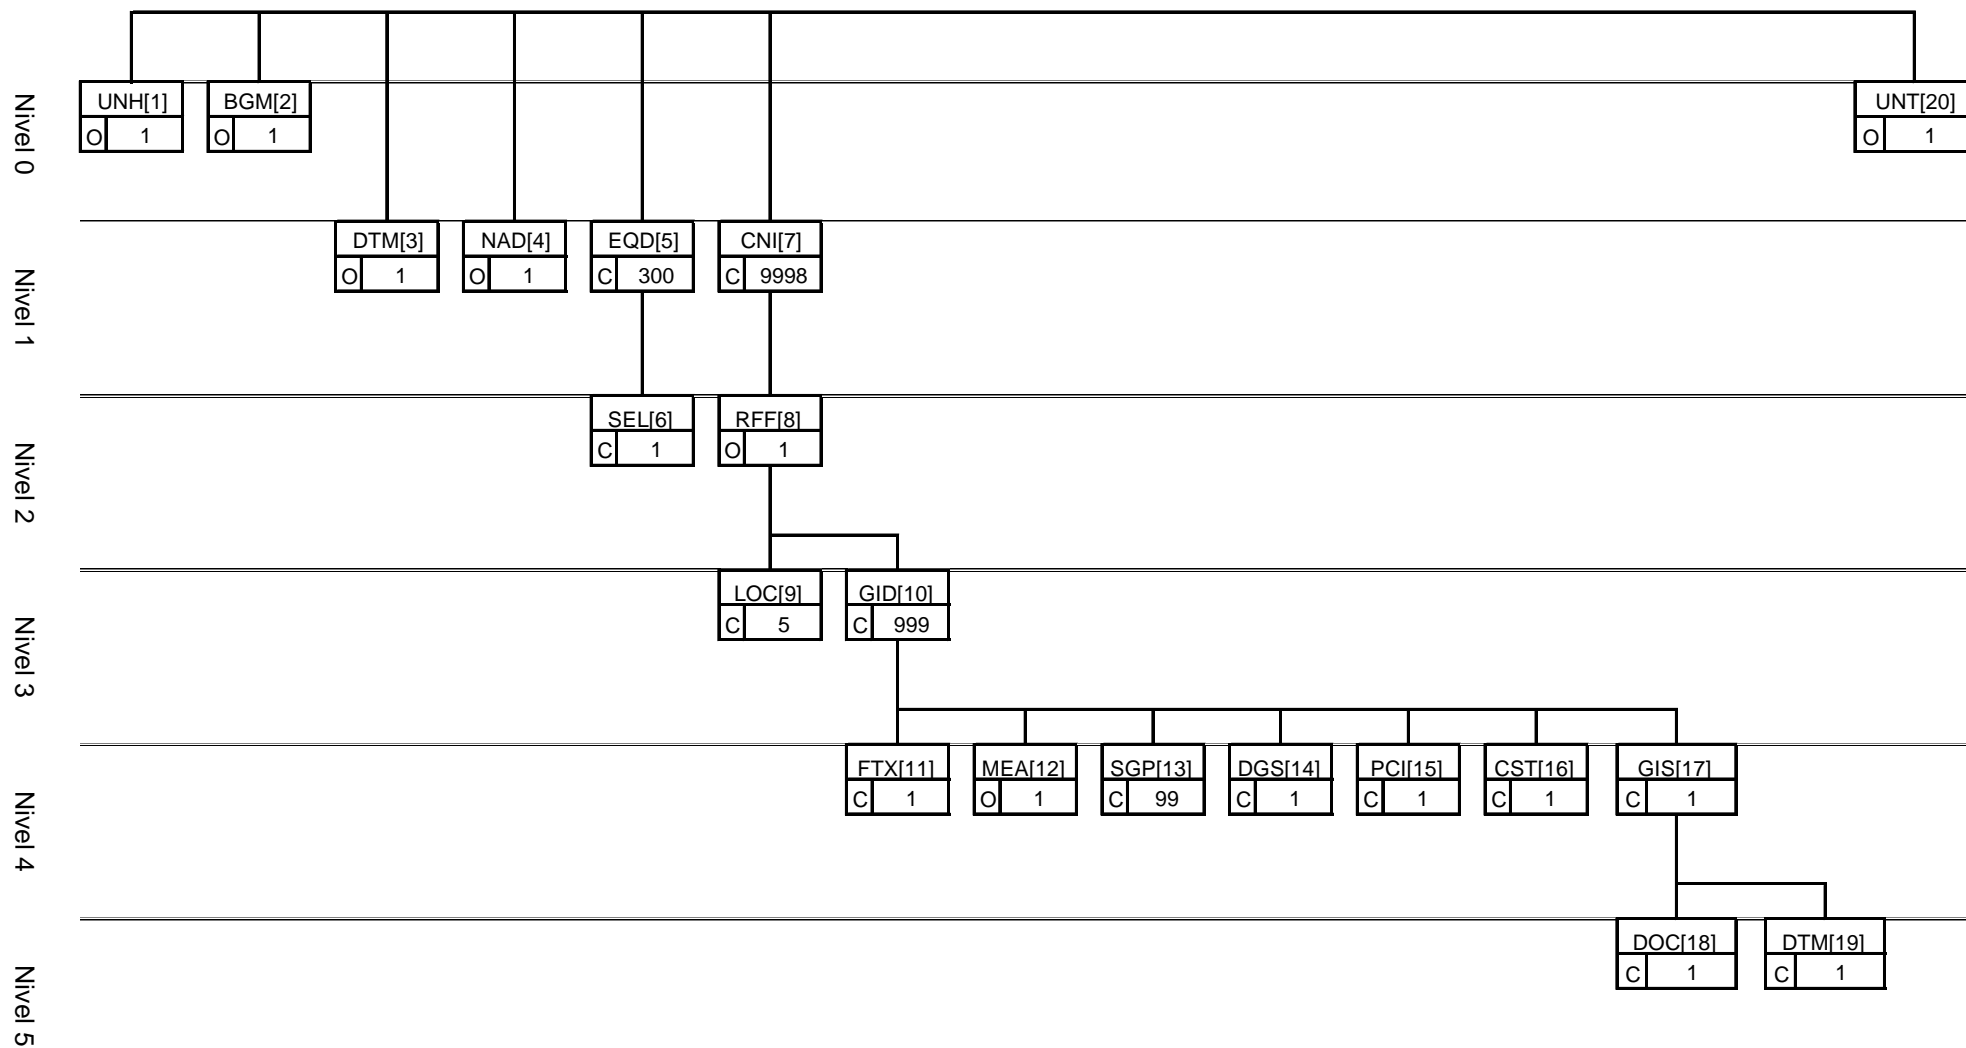 Nivel 0
UNH[1] BGM[2] UNT[20]
O 1 O 1 O 1
Nivel 1
DTM[3] NAD[4] EQD[5] CNI[7]
O 1 O 1 C 300 C 9998
Nivel 2
SEL[6] RFF[8]
C 1 O 1
Nivel 3
LOC[9] GID[10]
C 5 C 999
Nivel 4
FTX[11] MEA[12] SGP[13] DGS[14] PCI[15] CST[16] GIS[17]
C 1 O 1 C 99 C 1 C 1 C 1 C 1
Nivel 5
DOC[18] DTM[19]
C 1 C 1